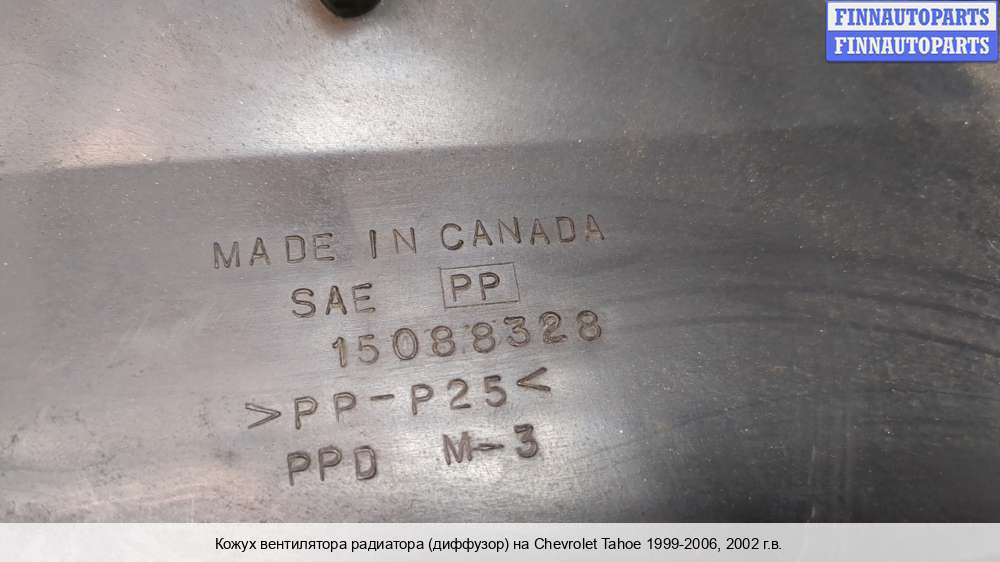 FINNAUTOPARTS
FINNAUTOPARTS
MADE IN CANADA
SAE PP
15088328
>PP-P25<
PPD M-3
Кожух вентилятора радиатора (диффузор) на Chevrolet Tahoe 1999-2006, 2002 г.в.